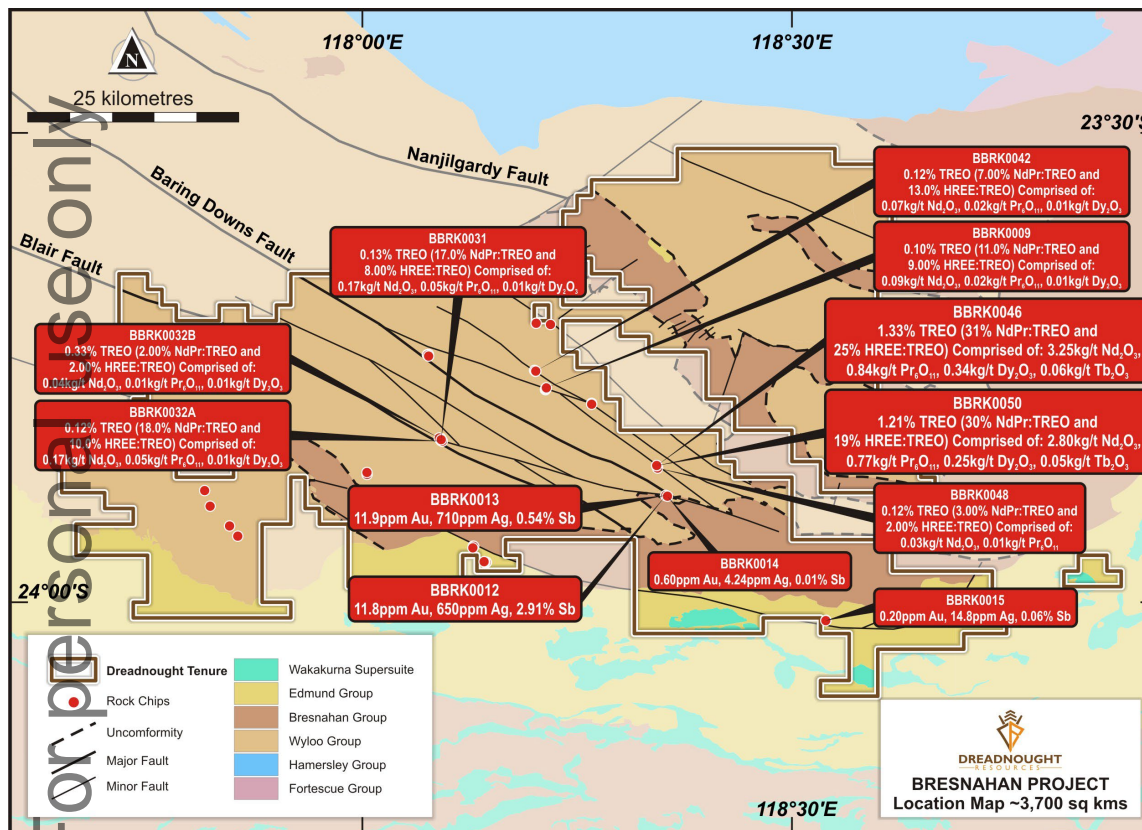 118°00'E
118°30'E
N
25 kilometres
23°30'S
Nanjilgardy Fault
Baring Downs Fault
Blair Fault
BBRK0042
0.12% TREO (7.00% NdPr:TREO and
13.0% HREE:TREO) Comprised of:
0.07kg/t Nd₂O₃, 0.02kg/t Pr₆O₁₁, 0.01kg/t Dy₂O₃
BBRK0009
0.10% TREO (11.0% NdPr:TREO and
9.00% HREE:TREO) Comprised of:
0.09kg/t Nd₂O₃, 0.02kg/t Pr₆O₁₁, 0.01kg/t Dy₂O₃
BBRK0031
0.13% TREO (17.0% NdPr:TREO and
8.00% HREE:TREO) Comprised of:
0.17kg/t Nd₂O₃, 0.05kg/t Pr₆O₁₁, 0.01kg/t Dy₂O₃
BBRK0046
1.33% TREO (31% NdPr:TREO and
25% HREE:TREO) Comprised of: 3.25kg/t Nd₂O₃,
0.84kg/t Pr₆O₁₁, 0.34kg/t Dy₂O₃, 0.06kg/t Tb₂O₃
BBRK0032B
0.33% TREO (2.00% NdPr:TREO and
2.00% HREE:TREO) Comprised of:
0.04kg/t Nd₂O₃, 0.01kg/t Pr₆O₁₁, 0.01kg/t Dy₂O₃
BBRK0032A
0.12% TREO (18.0% NdPr:TREO and
10.0% HREE:TREO) Comprised of:
0.17kg/t Nd₂O₃, 0.05kg/t Pr₆O₁₁, 0.01kg/t Dy₂O₃
BBRK0050
1.21% TREO (30% NdPr:TREO and
19% HREE:TREO) Comprised of: 2.80kg/t Nd₂O₃,
0.77kg/t Pr₆O₁₁, 0.25kg/t Dy₂O₃, 0.05kg/t Tb₂O₃
BBRK0013
11.9ppm Au, 710ppm Ag, 0.54% Sb
BBRK0048
0.12% TREO (3.00% NdPr:TREO and
2.00% HREE:TREO) Comprised of:
0.03kg/t Nd₂O₃, 0.01kg/t Pr₆O₁₁
BBRK0014
0.60ppm Au, 4.24ppm Ag, 0.01% Sb
BBRK0012
11.8ppm Au, 650ppm Ag, 2.91% Sb
BBRK0015
0.20ppm Au, 14.8ppm Ag, 0.06% Sb
24°00'S
Dreadnought Tenure
Rock Chips
Uncomformity
Major Fault
Minor Fault
Wakakurna Supersuite
Edmund Group
Bresnahan Group
Wyloo Group
Hamersley Group
Fortescue Group
118°30'E
DREADNOUGHT
RESOURCES
BRESNAHAN PROJECT
Location Map ~3,700 sq kms
For personal use only